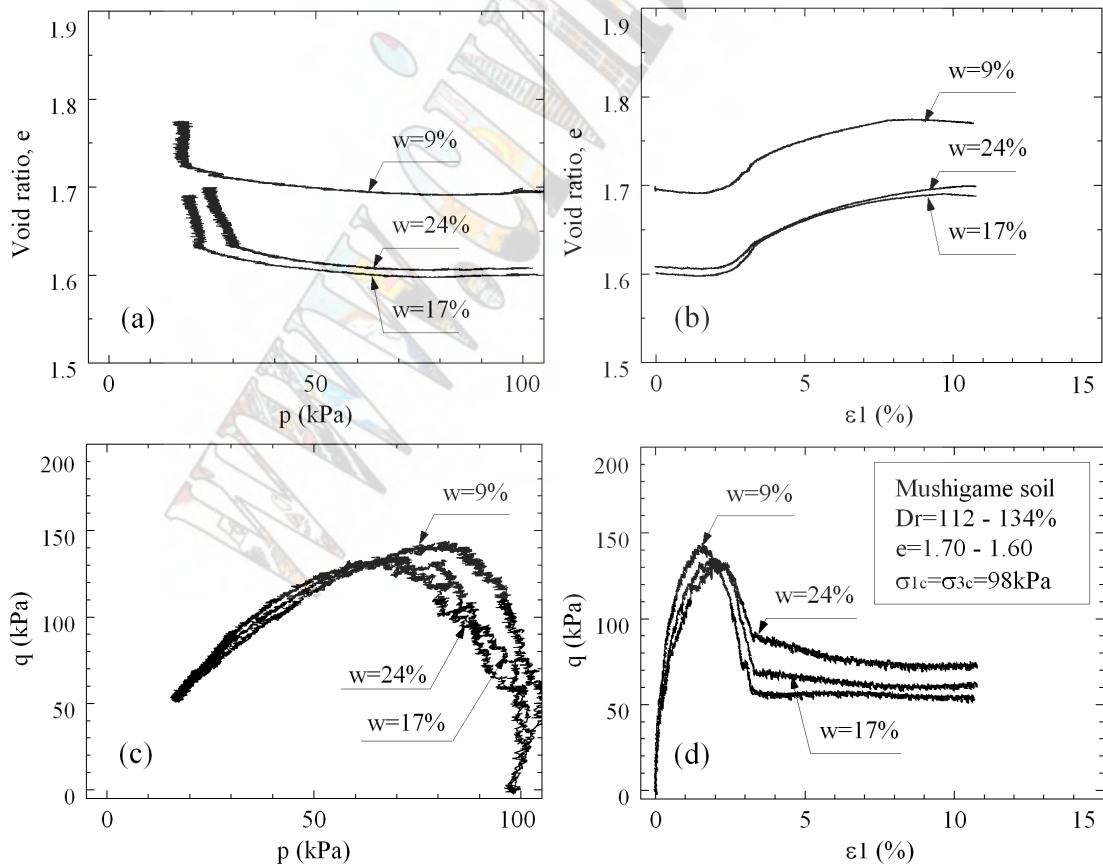 1.9
1.8
1.7
1.6
1.5
Void ratio, e
w=9%
w=24%
w=17%
(a)
0
50
100
p (kPa)
1.9
1.8
1.7
1.6
1.5
Void ratio, e
w=9%
w=24%
w=17%
(b)
0
5
10
15
ε1 (%)
200
150
100
50
0
q (kPa)
w=9%
w=24%
w=17%
(c)
0
50
100
p (kPa)
200
150
100
50
0
q (kPa)
w=9%
w=24%
w=17%
Mushigame soil
Dr=112 - 134%
e=1.70 - 1.60
σ1c=σ3c=98kPa
(d)
0
5
10
15
ε1 (%)